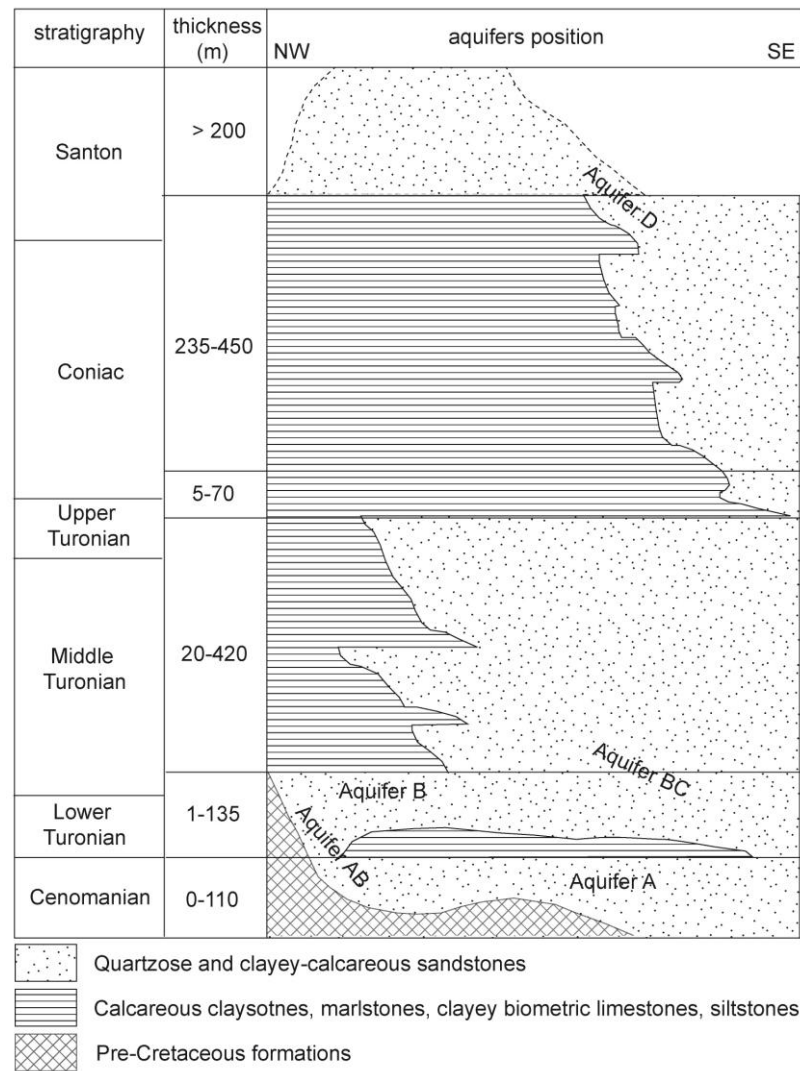 stratigraphy
thickness
(m)
aquifers position
NW
SE
Santon
> 200
Aquifer D
Coniac
235-450
5-70
Upper
Turonian
Middle
Turonian
20-420
Aquifer BC
Aquifer B
Lower
Turonian
1-135
Aquifer AB
Cenomanian
0-110
Aquifer A
Quartzose and clayey-calcareous sandstones
Calcareous claysotnes, marlstones, clayey biometric limestones, siltstones
Pre-Cretaceous formations